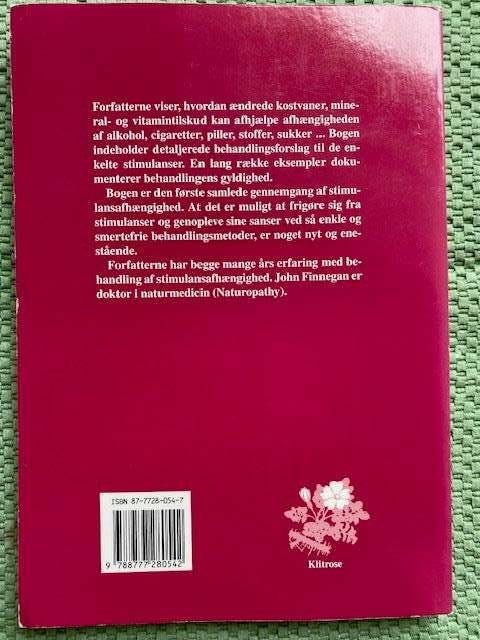 Forfatterne viser, hvordan ændrede kostvaner, mine-
ral- og vitamintilskud kan afhjælpe afhængigheden
af alkohol, cigaretter, piller, stoffer, sukker ... Bogen
indeholder detaljerede behandlingsforslag til de en-
kelte stimulanser. En lang række eksempler doku-
menterer behandlingens gyldighed.
Bogen er den første samlede gennemgang af stimu-
lansafhængighed. At det er muligt at frigøre sig fra
stimulanser og genopleve sine sanser ved så enkle og
smertefrie behandlingsmetoder, er noget nyt og ene-
stående.
Forfatterne har begge mange års erfaring med be-
handling af stimulansafhængighed. John Finnegan er
doktor i naturmedicin (Naturopathy).
ISBN 87-7728-054-7
9 788777 280542
Klitrose